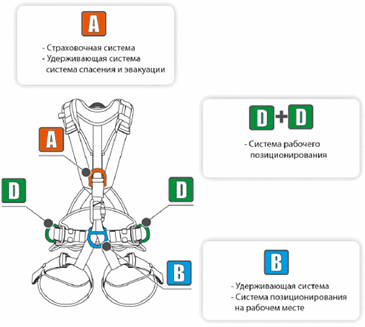 A
- Страховочная система
- Удерживающая система
система спасения и эвакуации
D+D
- Система рабочего
позиционирования
A
D
D
B
B
- Удерживающая система
- Система позиционирования
на рабочем месте